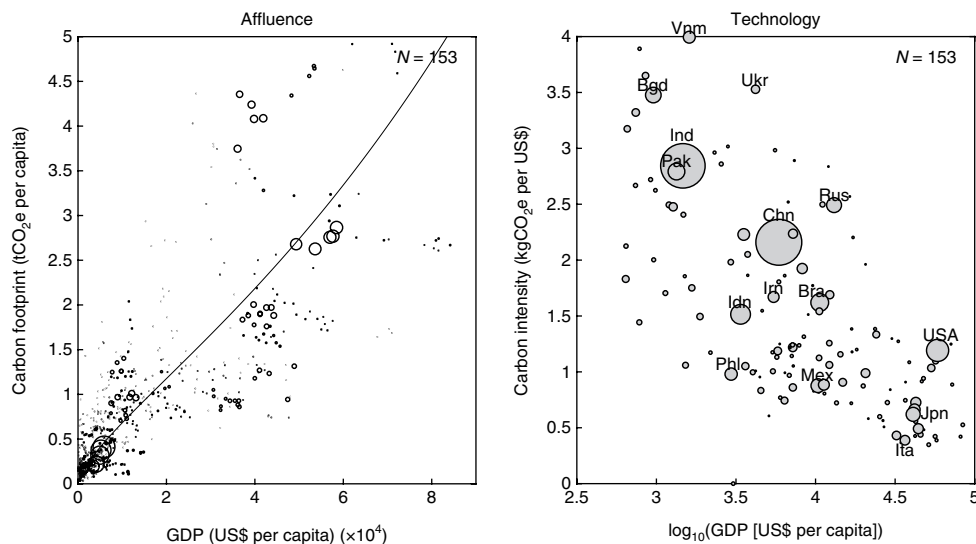 Affluence
N = 153
5
4.5
4
3.5
3
2.5
2
1.5
1
0.5
0
0
2
4
6
8
Carbon footprint (tCO₂e per capita)
GDP (US$ per capita) (×10⁴)
Technology
N = 153
Vnm
Ukr
Bgd
Ind
Pak
Rus
Chn
Irn
Bra
Idn
USA
Phl
Mex
Jpn
Ita
4
3.5
3
2.5
2
1.5
1
0.5
0
2.5
3
3.5
4
4.5
5
Carbon intensity (kgCO₂e per US$)
log₁₀(GDP [US$ per capita])